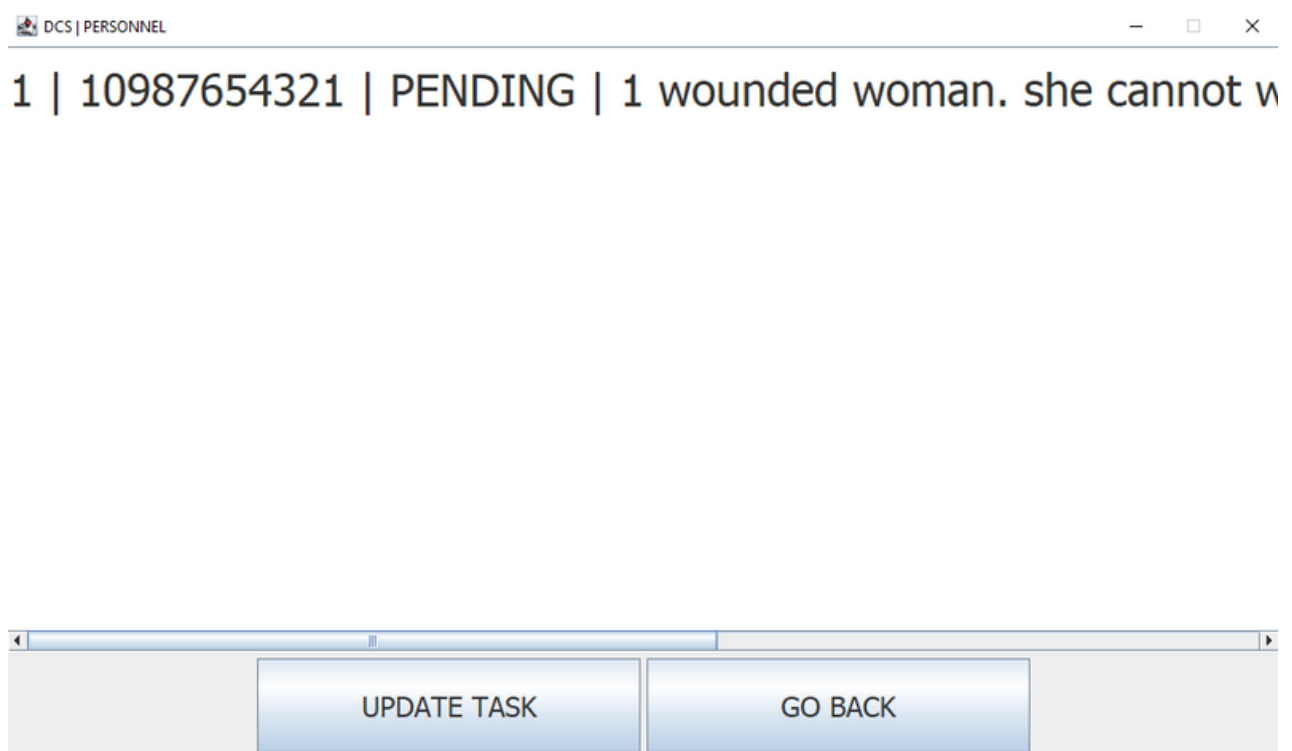 DCS | PERSONNEL
1 | 10987654321 | PENDING | 1 wounded woman. she cannot
UPDATE TASK
GO BACK